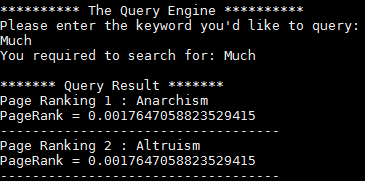 ********** The Query Engine **********
Please enter the keyword you'd like to query:
Much
You required to search for: Much
******* Query Result *******
Page Ranking 1 : Anarchism
PageRank = 0.0017647058823529415
-----------------------------------
Page Ranking 2 : Altruism
PageRank = 0.0017647058823529415
-----------------------------------